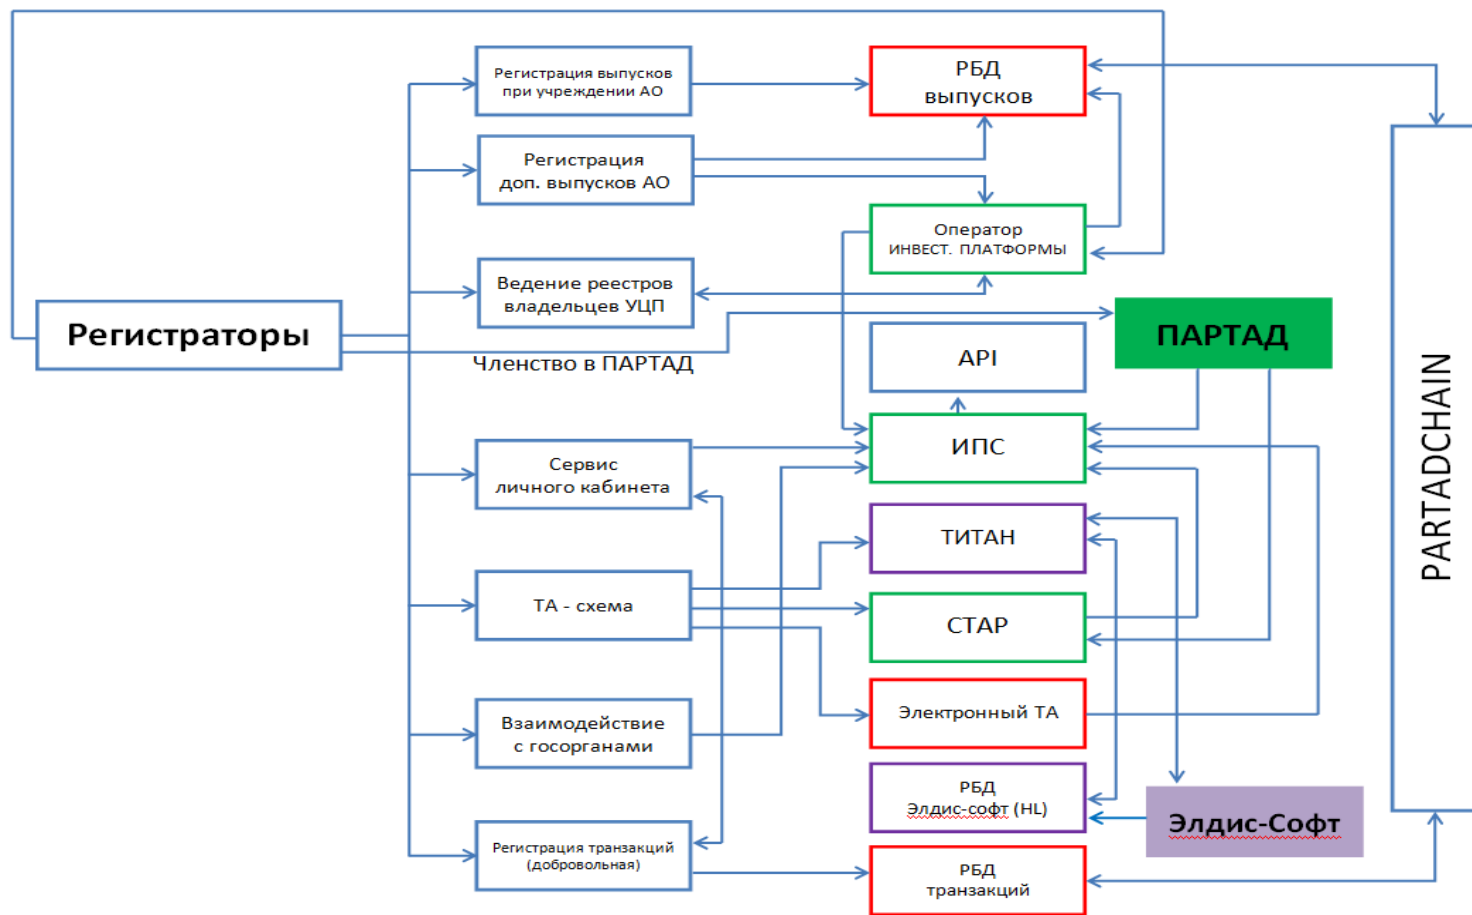 Регистрация выпусков
при учреждении АО
РБД
выпусков
Регистрация
доп. выпусков АО
Оператор
ИНВЕСТ. ПЛАТФОРМЫ
Ведение реестров
владельцев УЦП
Регистраторы
ПАРТАД
Членство в ПАРТАД
API
PARTADCHAIN
ИПС
Сервис
личного кабинета
ТИТАН
ТА - схема
СТАР
Взаимодействие
с госорганами
Электронный ТА
РБД
Элдис-софт (HL)
Элдис-Софт
Регистрация транзакций
(добровольная)
РБД
транзакций